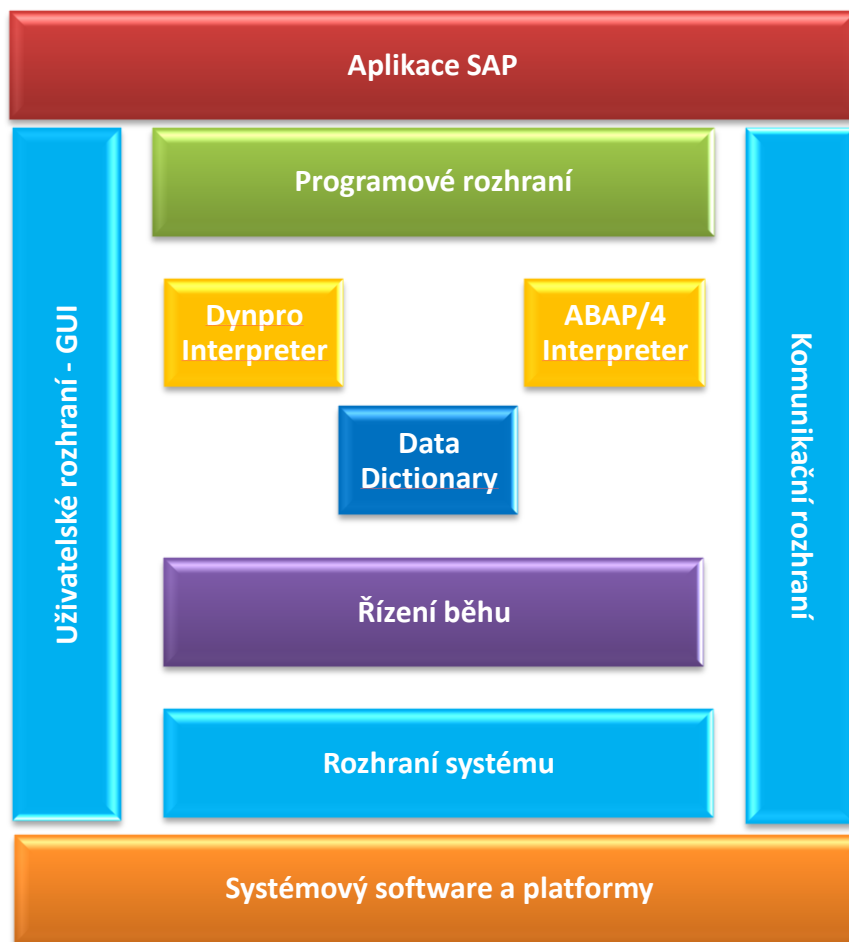 Aplikace SAP
Programové rozhraní
Uživatelské rozhraní - GUI
Dynpro
Interpreter
ABAP/4
Interpreter
Komunikační rozhraní
Data
Dictionary
Řízení běhu
Rozhraní systému
Systémový software a platformy